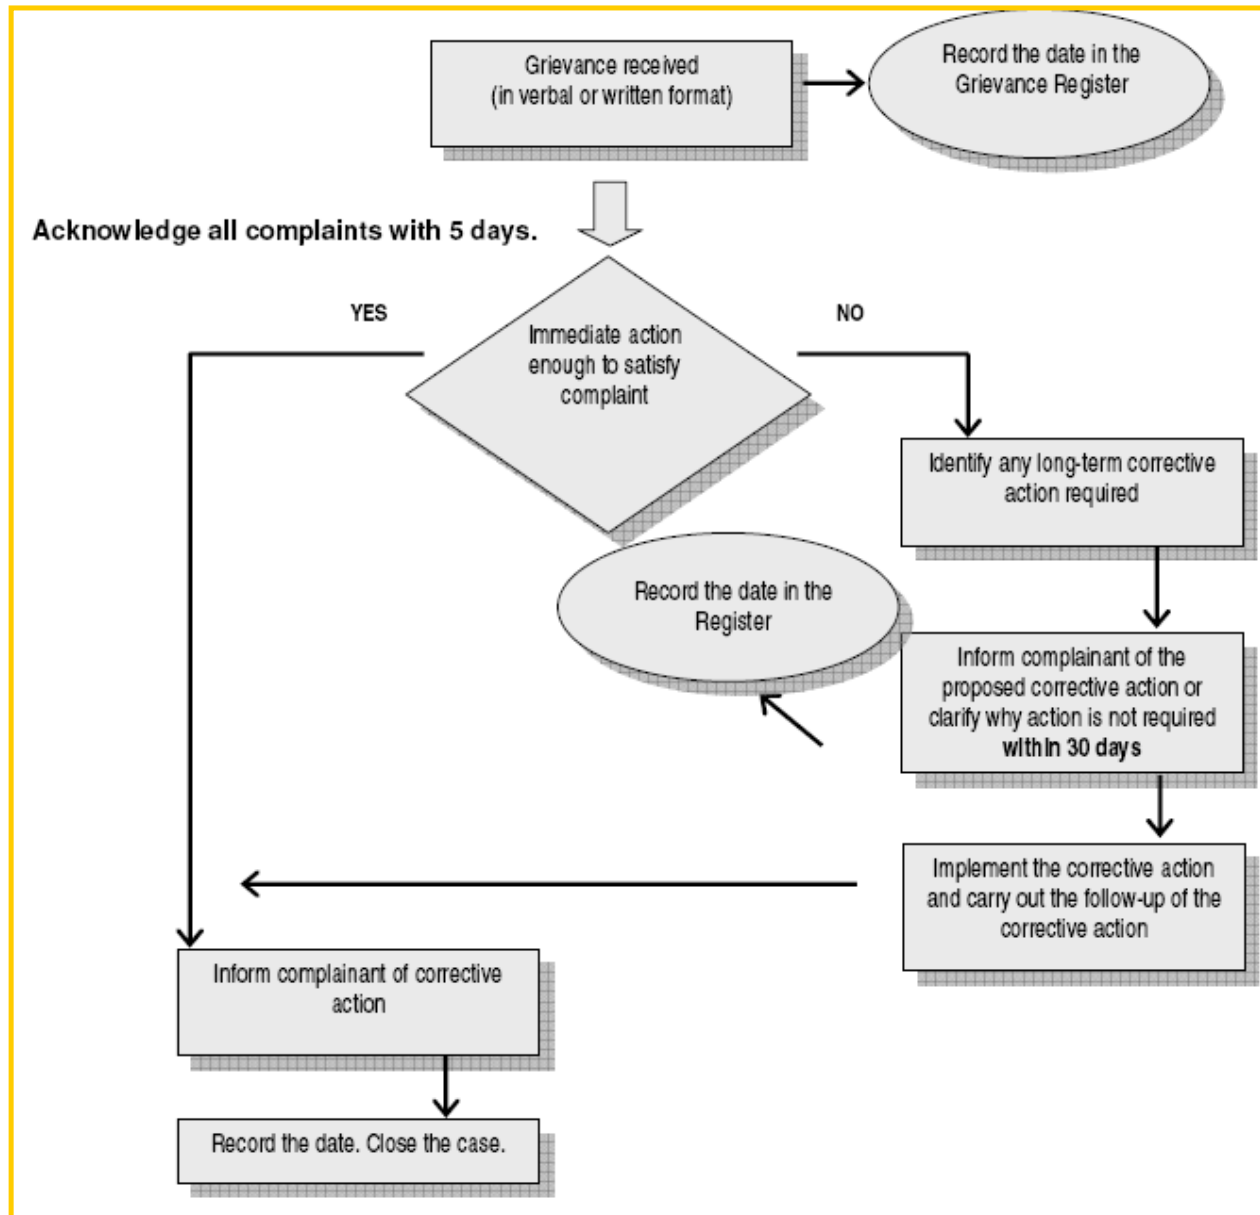 Grievance received
(in verbal or written format)
Record the date in the
Grievance Register
Acknowledge all complaints with 5 days.
YES
NO
Immediate action
enough to satisfy
complaint
Identify any long-term corrective
action required
Record the date in the
Register
Inform complainant of the
proposed corrective action or
clarify why action is not required
within 30 days
Implement the corrective action
and carry out the follow-up of the
corrective action
Inform complainant of corrective
action
Record the date. Close the case.